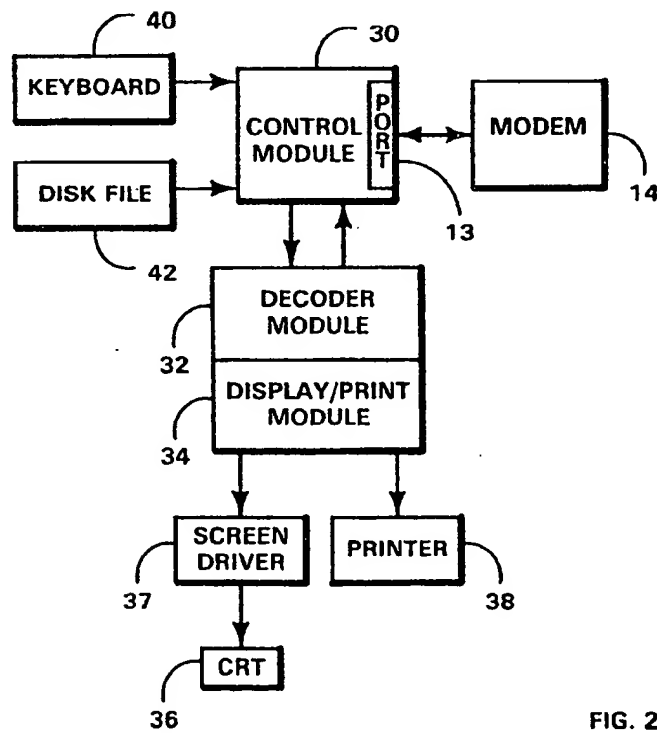 40
30
KEYBOARD
CONTROL
MODULE
PORT
MODEM
DISK FILE
14
13
42
DECODER
MODULE
32
DISPLAY/PRINT
MODULE
34
SCREEN
DRIVER
PRINTER
37
38
CRT
36
FIG. 2